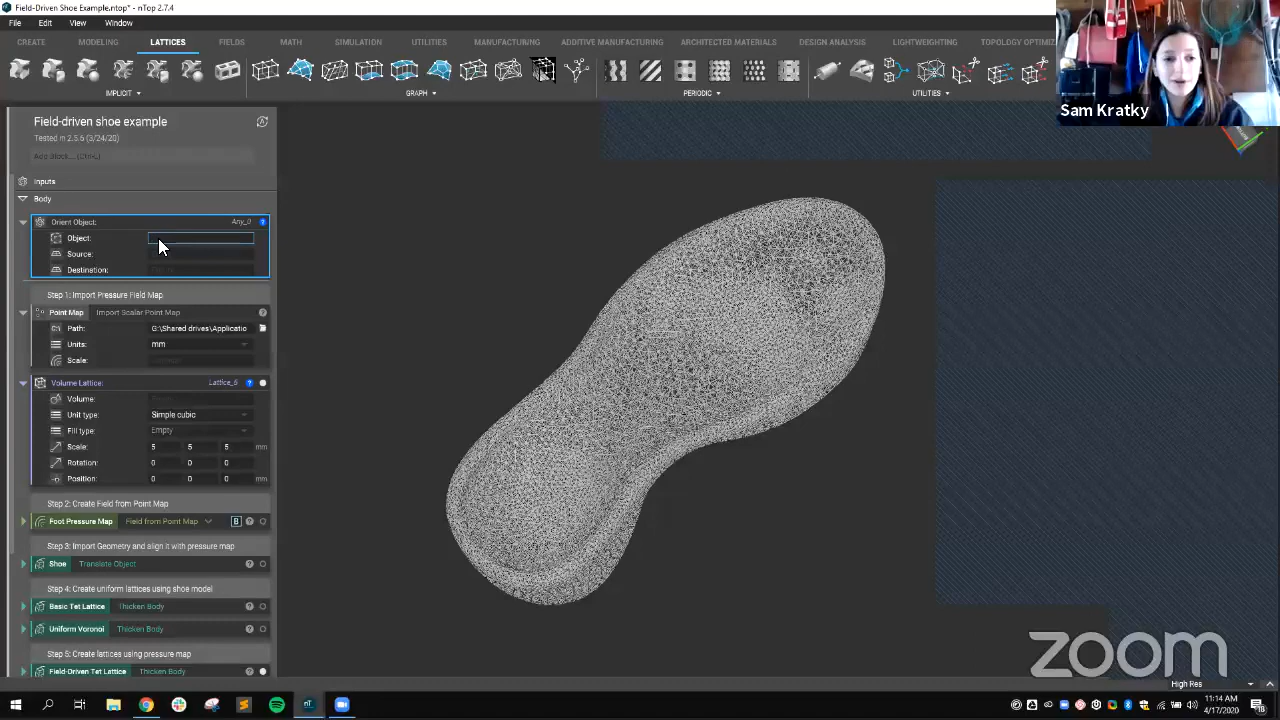 Field-Driven Shoe Example.ntop* - nTop 2.7.4
File Edit View Window
CREATE MODELING LATTICES FIELDS MATH SIMULATION UTILITIES MANUFACTURING ADDITIVE MANUFACTURING ARCHITECTED MATERIALS DESIGN ANALYSIS LIGHTWEIGHTING TOPOLOGY OPTIMIZ
IMPLICIT GRAPH PERIODIC UTILITIES
Sam Kratky
Field-driven shoe example
Tested in 2.5.5 (3/24/20)
Add Block... (Ctrl+L)
Inputs
Body
Orient Object: Any_0
Object:
Source:
Destination:
Step 1: Import Pressure Field Map
Point Map Import Scalar Point Map
Path: G:\Shared drives\Applicatio
Units: mm
Scale:
Volume Lattice: Lattice_5
Volume:
Unit type: Simple cubic
Fill type: Empty
Scale: 5 5 5 mm
Rotation: 0 0 0
Position: 0 0 0 mm
Step 2: Create Field from Point Map
Foot Pressure Map Field from Point Map B
Step 3: Import Geometry and align it with pressure map
Shoe Translate Object
Step 4: Create uniform lattices using shoe model
Basic Tet Lattice Thicken Body
Uniform Voronoi Thicken Body
Step 5: Create lattices using pressure map
Field-Driven Tet Lattice Thicken Body
zoom
High Res
11:14 AM
4/17/2020